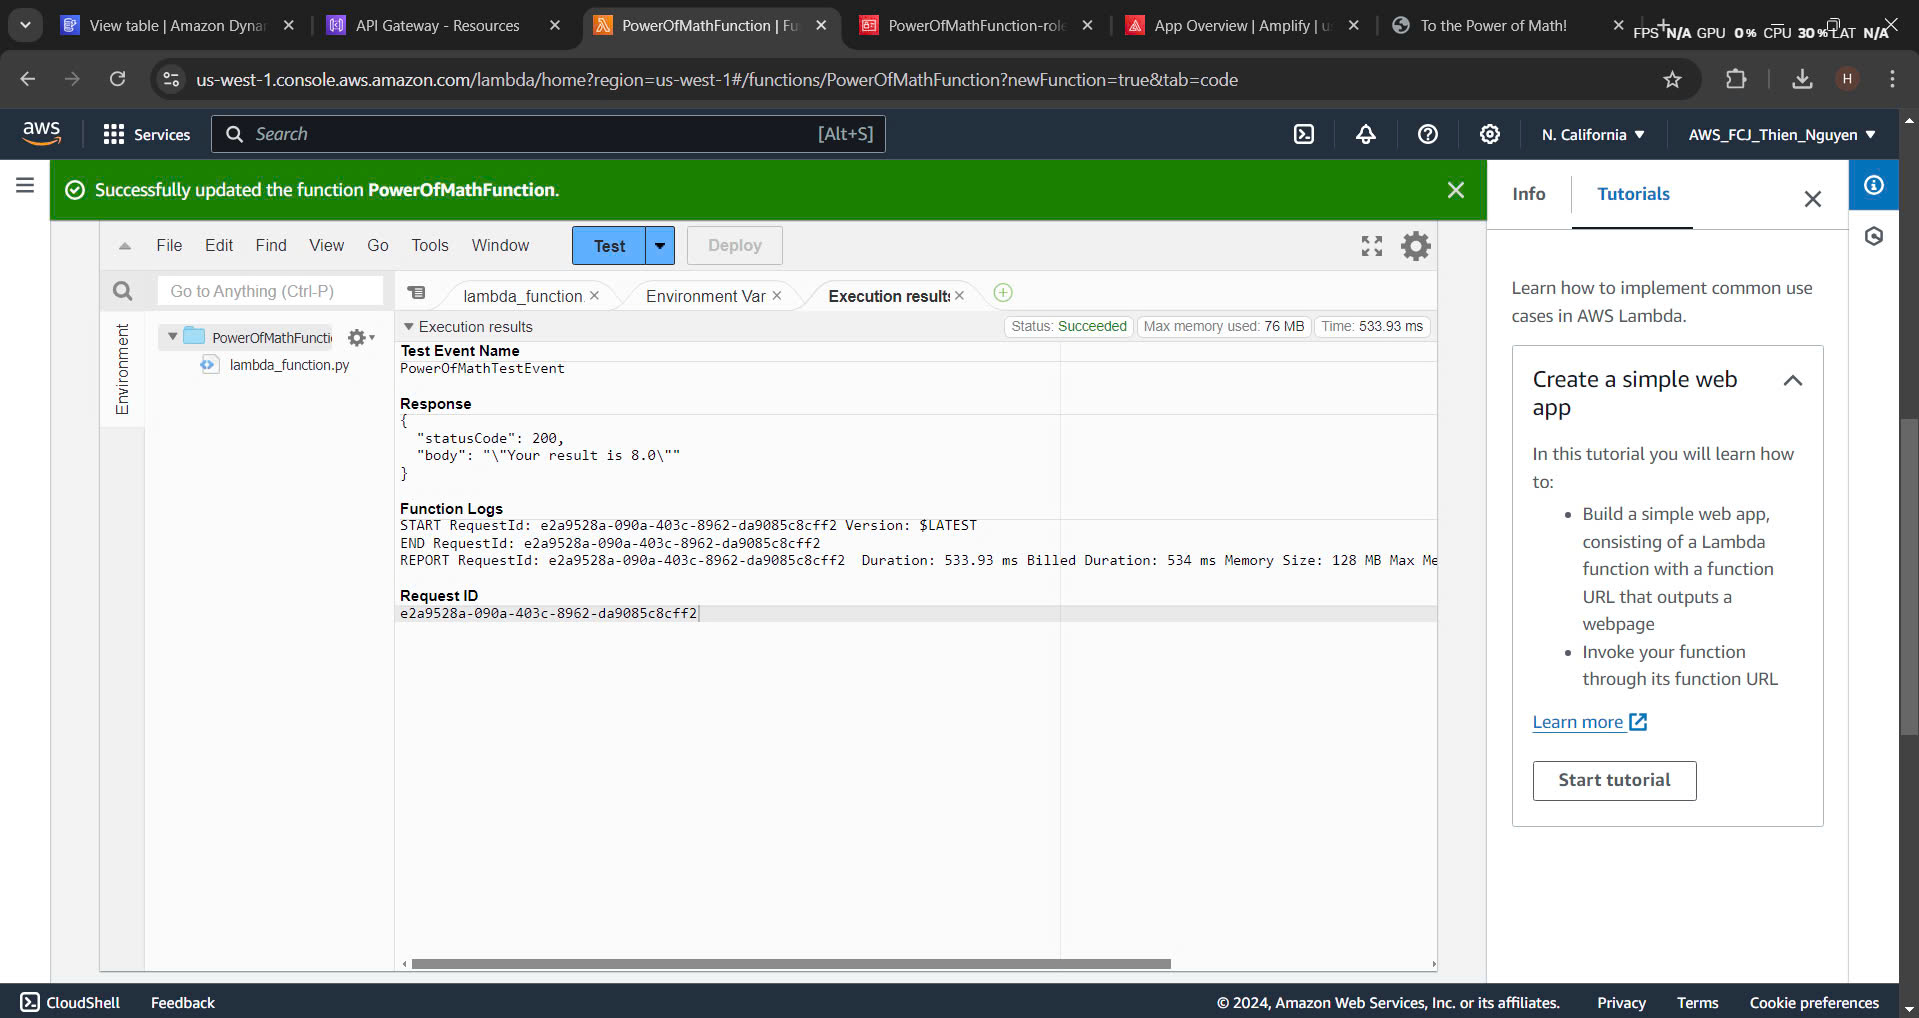 View table | Amazon Dyna
API Gateway - Resources
PowerOfMathFunction | Fu
PowerOfMathFunction-role
App Overview | Amplify | u
To the Power of Math!
FPS N/A GPU 0% CPU 30% LAT N/A
us-west-1.console.aws.amazon.com/lambda/home?region=us-west-1#/functions/PowerOfMathFunction?newFunction=true&tab=code
H
aws
Services
Search
[Alt+S]
N. California
AWS_FCJ_Thien_Nguyen
Successfully updated the function PowerOfMathFunction.
File Edit Find View Go Tools Window
Test
Deploy
Go to Anything (Ctrl-P)
lambda_function.
Environment Var
Execution results
Environment
PowerOfMathFuncti
lambda_function.py
Execution results
Status: Succeeded
Max memory used: 76 MB
Time: 533.93 ms
Test Event Name
PowerOfMathTestEvent
Response
{
"statusCode": 200,
"body": "\"Your result is 8.0\""
}
Function Logs
START RequestId: e2a9528a-090a-403c-8962-da9085c8cff2 Version: $LATEST
END RequestId: e2a9528a-090a-403c-8962-da9085c8cff2
REPORT RequestId: e2a9528a-090a-403c-8962-da9085c8cff2 Duration: 533.93 ms Billed Duration: 534 ms Memory Size: 128 MB Max Me
Request ID
e2a9528a-090a-403c-8962-da9085c8cff2
Info
Tutorials
Learn how to implement common use
cases in AWS Lambda.
Create a simple web
app
In this tutorial you will learn how
to:
• Build a simple web app,
consisting of a Lambda
function with a function
URL that outputs a
webpage
• Invoke your function
through its function URL
Learn more
Start tutorial
CloudShell
Feedback
© 2024, Amazon Web Services, Inc. or its affiliates.
Privacy
Terms
Cookie preferences